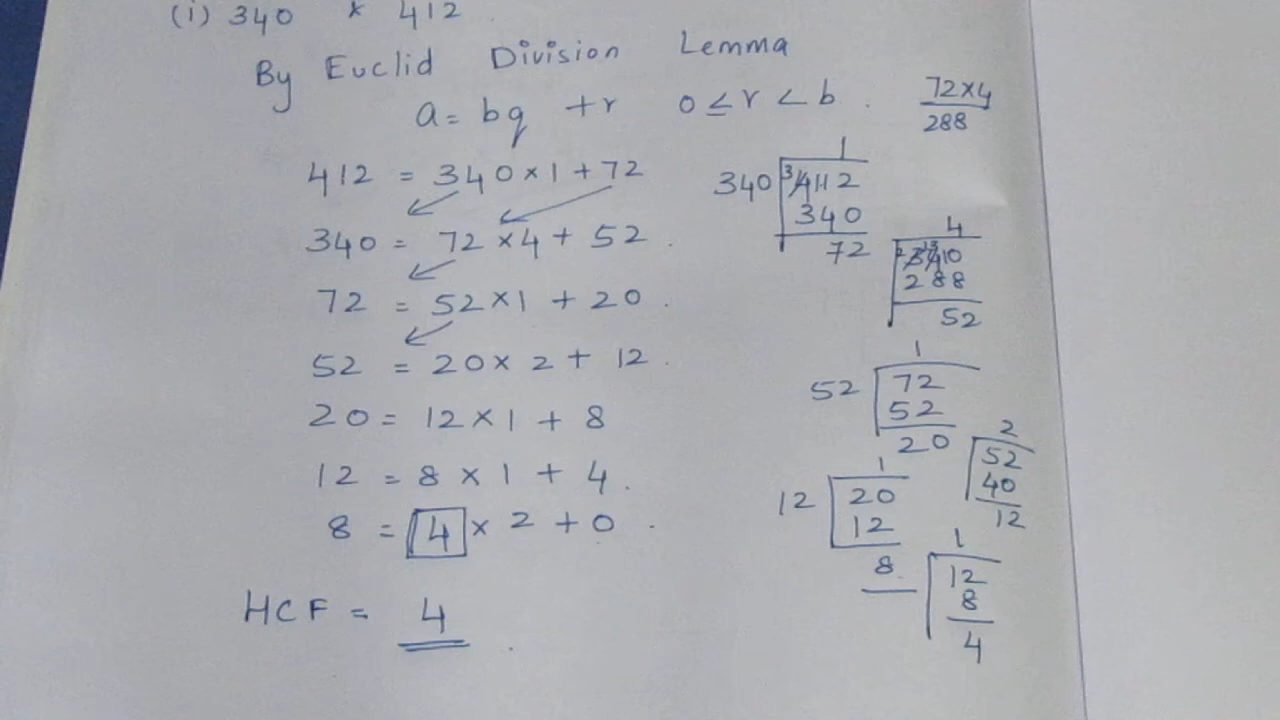 (i) 340 * 412
By Euclid Division Lemma
a = bq + r 0 ≤ r < b .
72×4
288
412 = 340 × 1 + 72
340 = 72 × 4 + 52 .
72 = 52 × 1 + 20 .
52 = 20 × 2 + 12 .
20 = 12 × 1 + 8
12 = 8 × 1 + 4 .
8 = 4 × 2 + 0 .
HCF = 4 .
1
340 412
340
72
4
340
288
52
1
52 72
52
20
2
52
40
12
1
12 20
12
8
1
12
8
4